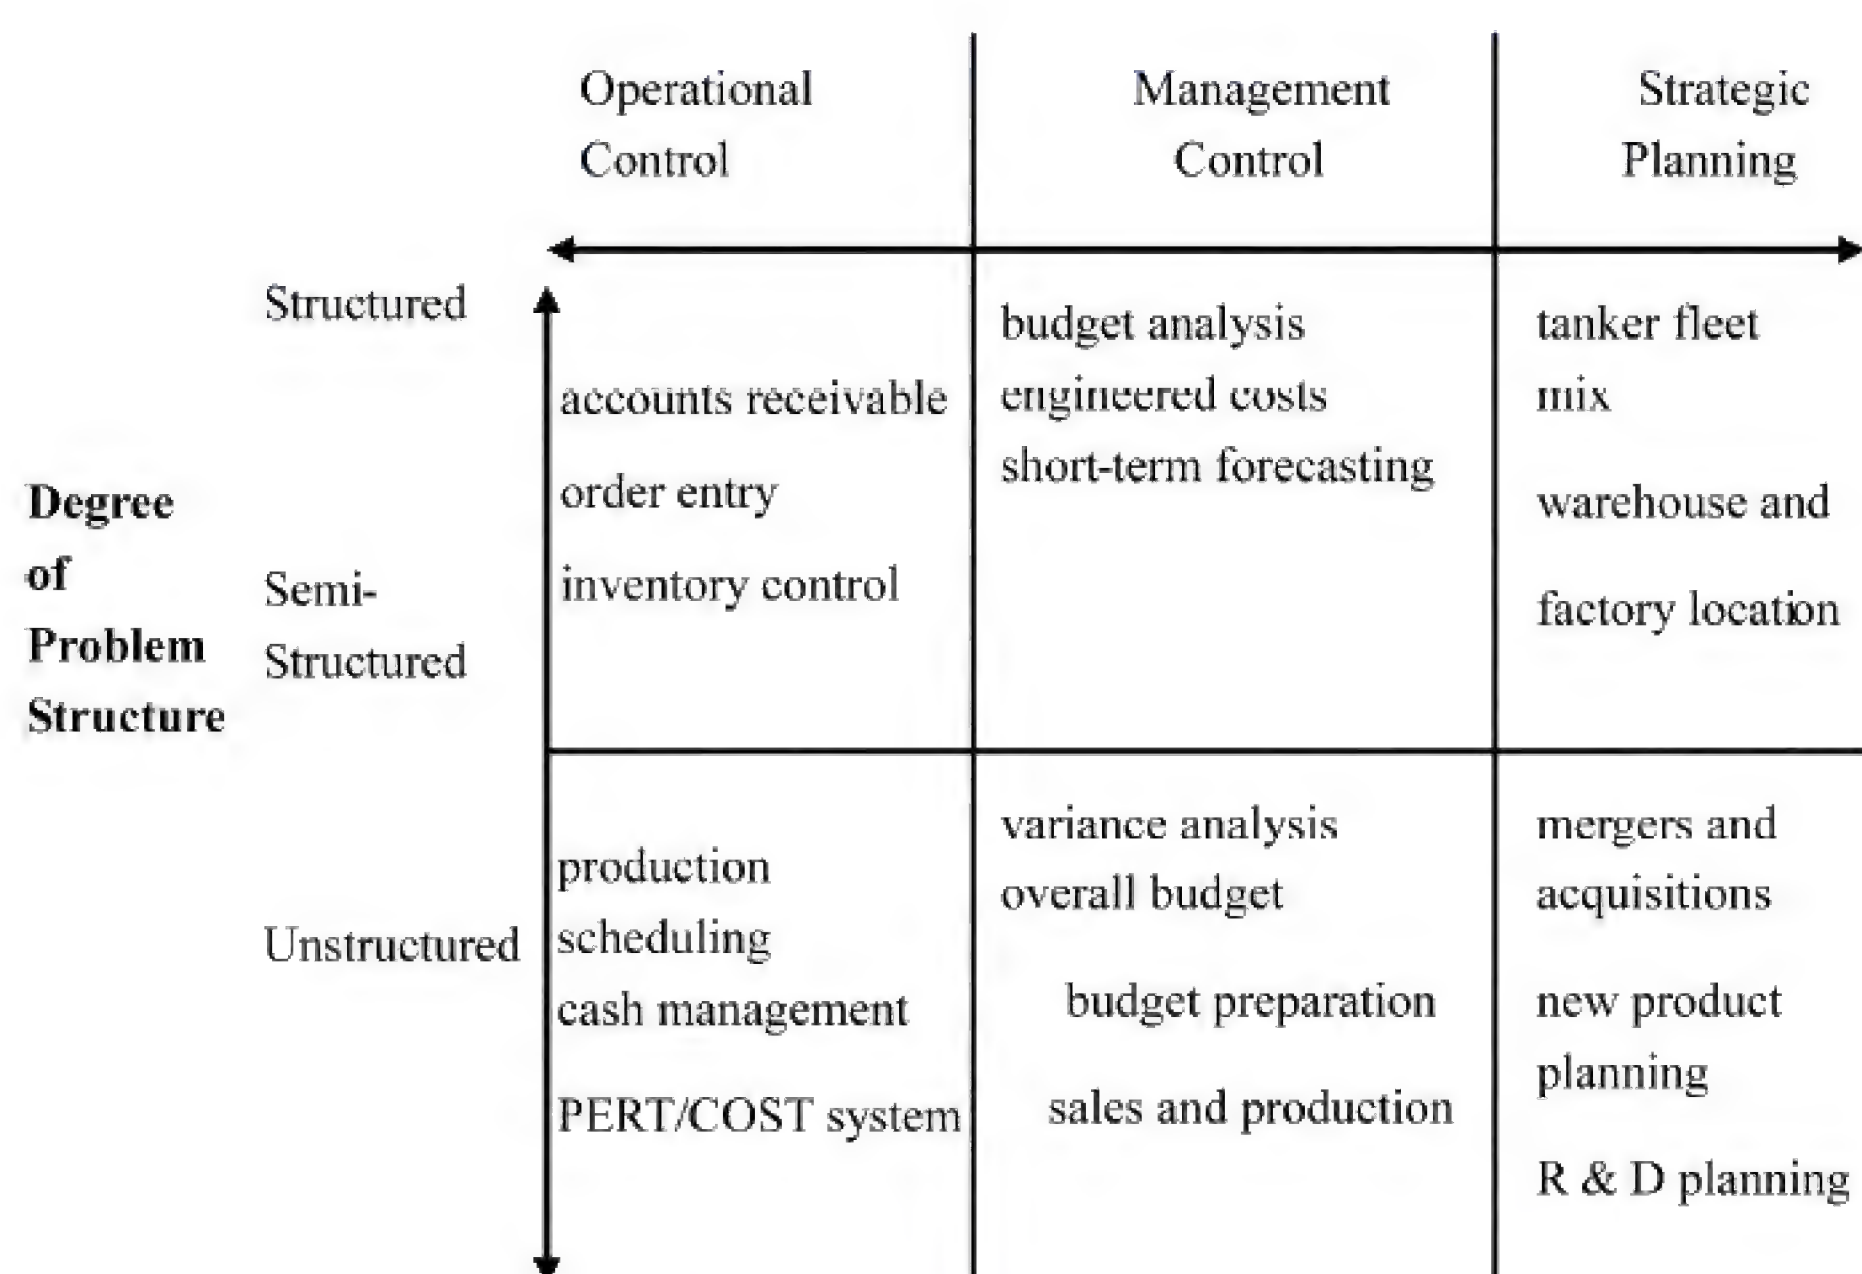 Operational
Control
Management
Control
Strategic
Planning
Degree
of
Problem
Structure
Structured
Semi-
Structured
Unstructured
accounts receivable
order entry
inventory control
budget analysis
engineered costs
short-term forecasting
tanker fleet
mix
warehouse and
factory location
production
scheduling
cash management
PERT/COST system
variance analysis
overall budget
budget preparation
sales and production
mergers and
acquisitions
new product
planning
R & D planning